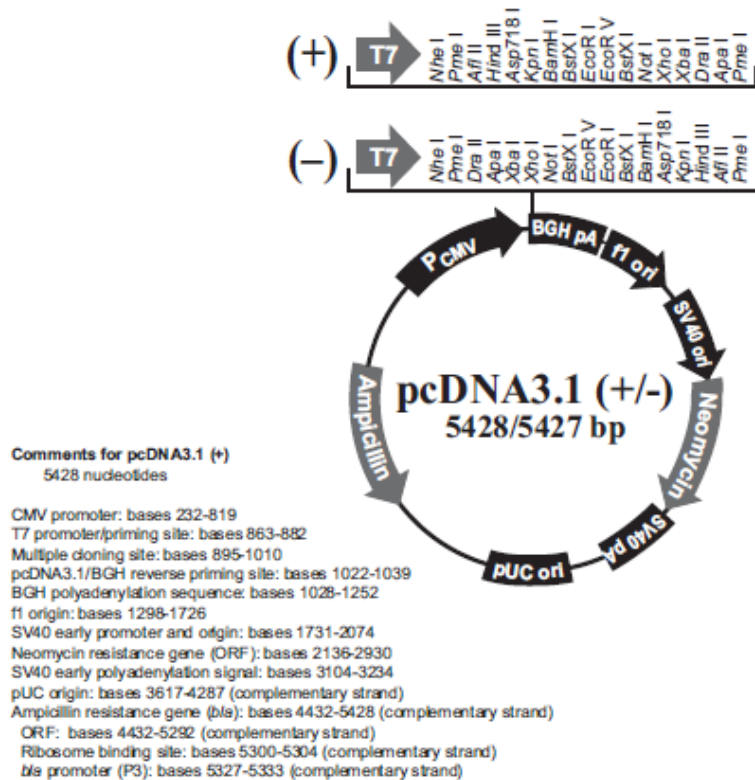 (+) T7 Nhe I Pme I Afl II Hind III Asp718 I Kpn I BamH I BstX I EcoR I EcoR V BstX I Not I Xho I Xba I Dra II Apa I Pme I
(–) T7 Nhe I Pme I Dra II Apa I Xba I Xho I Not I BstX I EcoR V EcoR I BstX I BamH I Asp718 I Kpn I Hind III Afl II Pme I
PCMV
BGH pA
f1 ori
SV40 ori
Neomycin
SV40 pA
pUC ori
Ampicillin
pcDNA3.1 (+/-)
5428/5427 bp
Comments for pcDNA3.1 (+)
5428 nucleotides
CMV promoter: bases 232-819
T7 promoter/priming site: bases 863-882
Multiple cloning site: bases 895-1010
pcDNA3.1/BGH reverse priming site: bases 1022-1039
BGH polyadenylation sequence: bases 1028-1252
f1 origin: bases 1298-1726
SV40 early promoter and origin: bases 1731-2074
Neomycin resistance gene (ORF): bases 2136-2930
SV40 early polyadenylation signal: bases 3104-3234
pUC origin: bases 3617-4287 (complementary strand)
Ampicillin resistance gene (bla): bases 4432-5428 (complementary strand)
ORF: bases 4432-5292 (complementary strand)
Ribosome binding site: bases 5300-5304 (complementary strand)
bla promoter (P3): bases 5327-5333 (complementary strand)